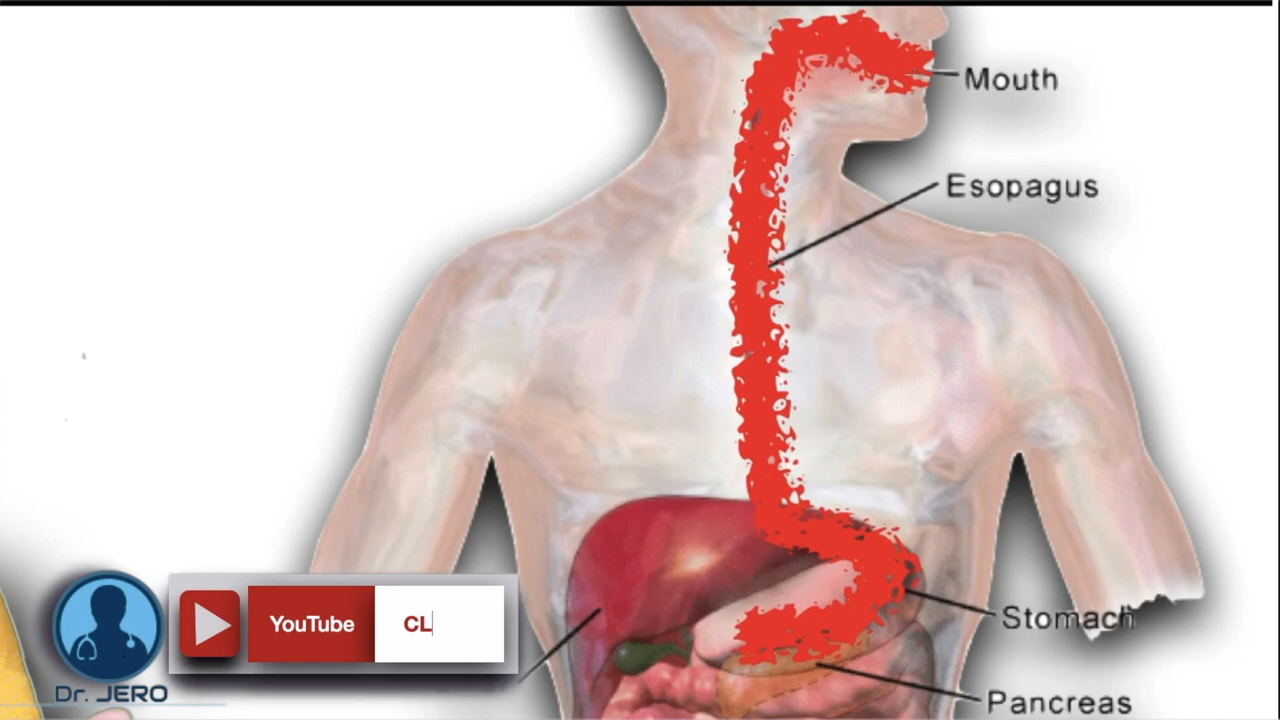 Mouth
Esopagus
Stomach
Pancreas
YouTube
CL
Dr. JERO